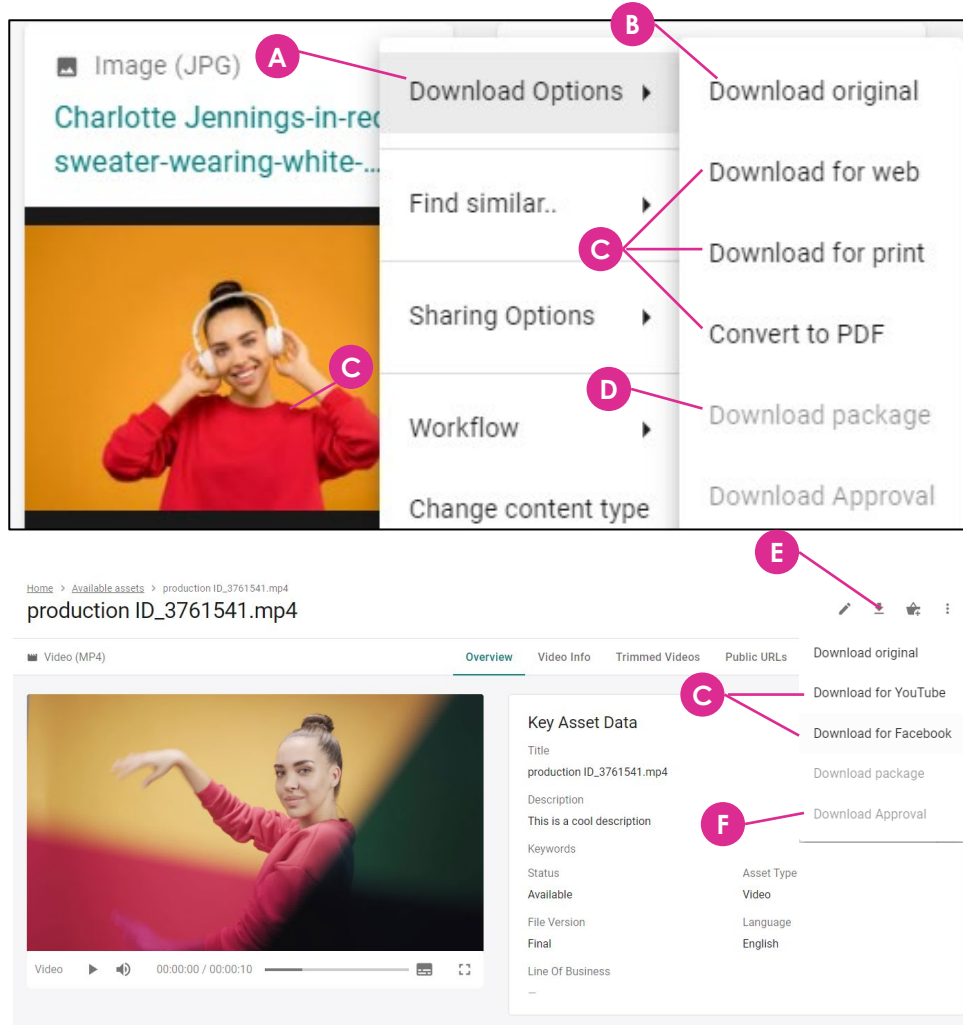 A
B
Image (JPG)
Charlotte Jennings-in-red
sweater-wearing-white-...
Download Options
Download original
Download for web
Find similar..
C
Download for print
Sharing Options
Convert to PDF
C
D
Workflow
Download package
Change content type
Download Approval
E
Home > Available assets > production ID_3761541.mp4
production ID_3761541.mp4
Video (MP4)
Overview
Video Info
Trimmed Videos
Public URLs
Download original
C
Download for YouTube
Download for Facebook
Download package
F
Download Approval
Key Asset Data
Title
production ID_3761541.mp4
Description
This is a cool description
Keywords
Status
Asset Type
Available
Video
File Version
Language
Final
English
Line Of Business
—
Video
00:00:00 / 00:00:10